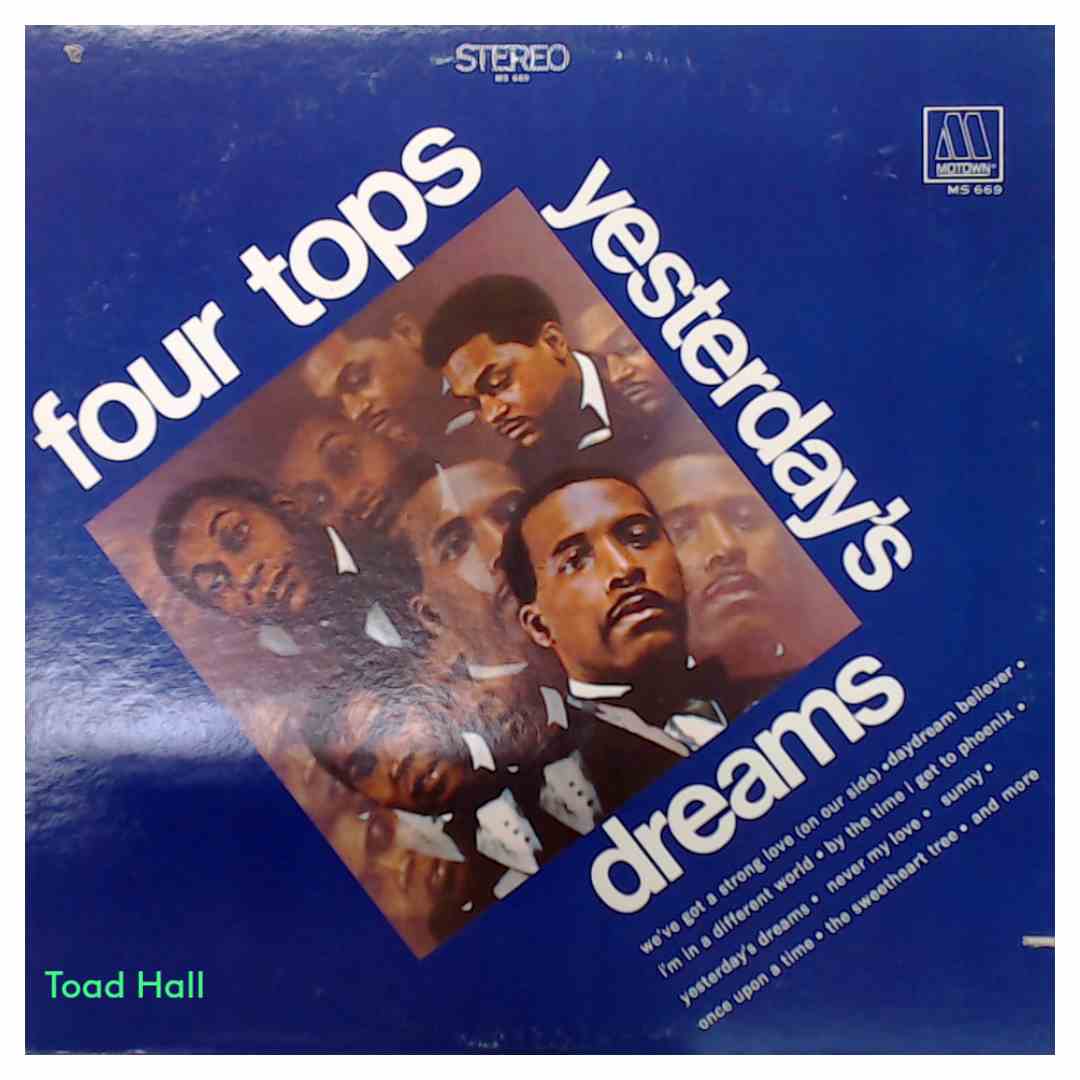 STEREO
MS 669
MOTOWN®
MS 669
four tops
yesterday's
dreams
we've got a strong love (on our side) • daydream believer •
i'm in a different world • by the time i get to phoenix •
yesterday's dreams • never my love • sunny •
once upon a time • the sweetheart tree • and more
Toad Hall